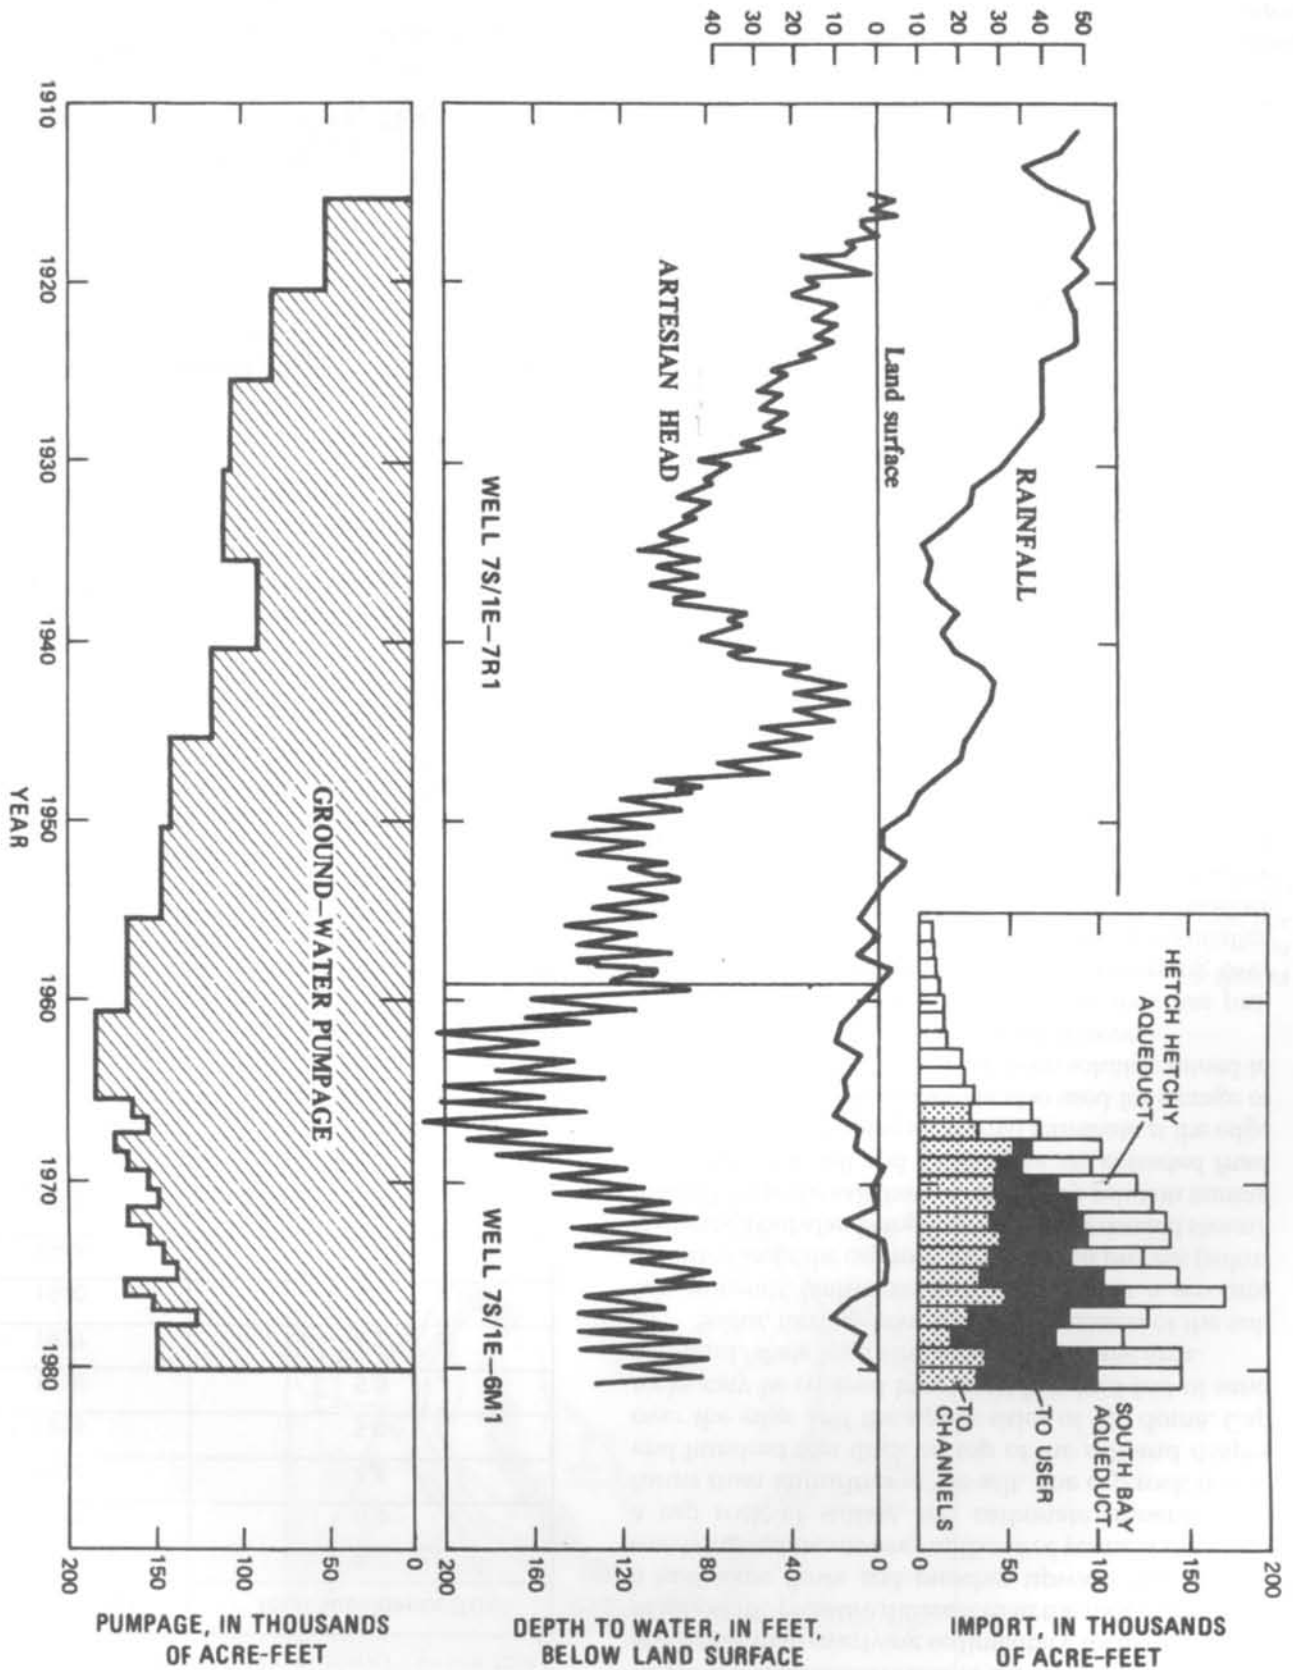 40 30 20 10 0 10 20 30 40 50
1910
1920
1930
1940
1950
1960
1970
1980
YEAR
RAINFALL
Land surface
ARTESIAN HEAD
WELL 7S/1E—7R1
WELL 7S/1E—6M1
GROUND—WATER PUMPAGE
HETCH HETCHY
AQUEDUCT
SOUTH BAY
AQUEDUCT
TO USER
TO
CHANNELS
200 150 100 50 0
200 160 120 80 40 0
0 50 100 150 200
PUMPAGE, IN THOUSANDS
OF ACRE-FEET
DEPTH TO WATER, IN FEET,
BELOW LAND SURFACE
IMPORT, IN THOUSANDS
OF ACRE-FEET